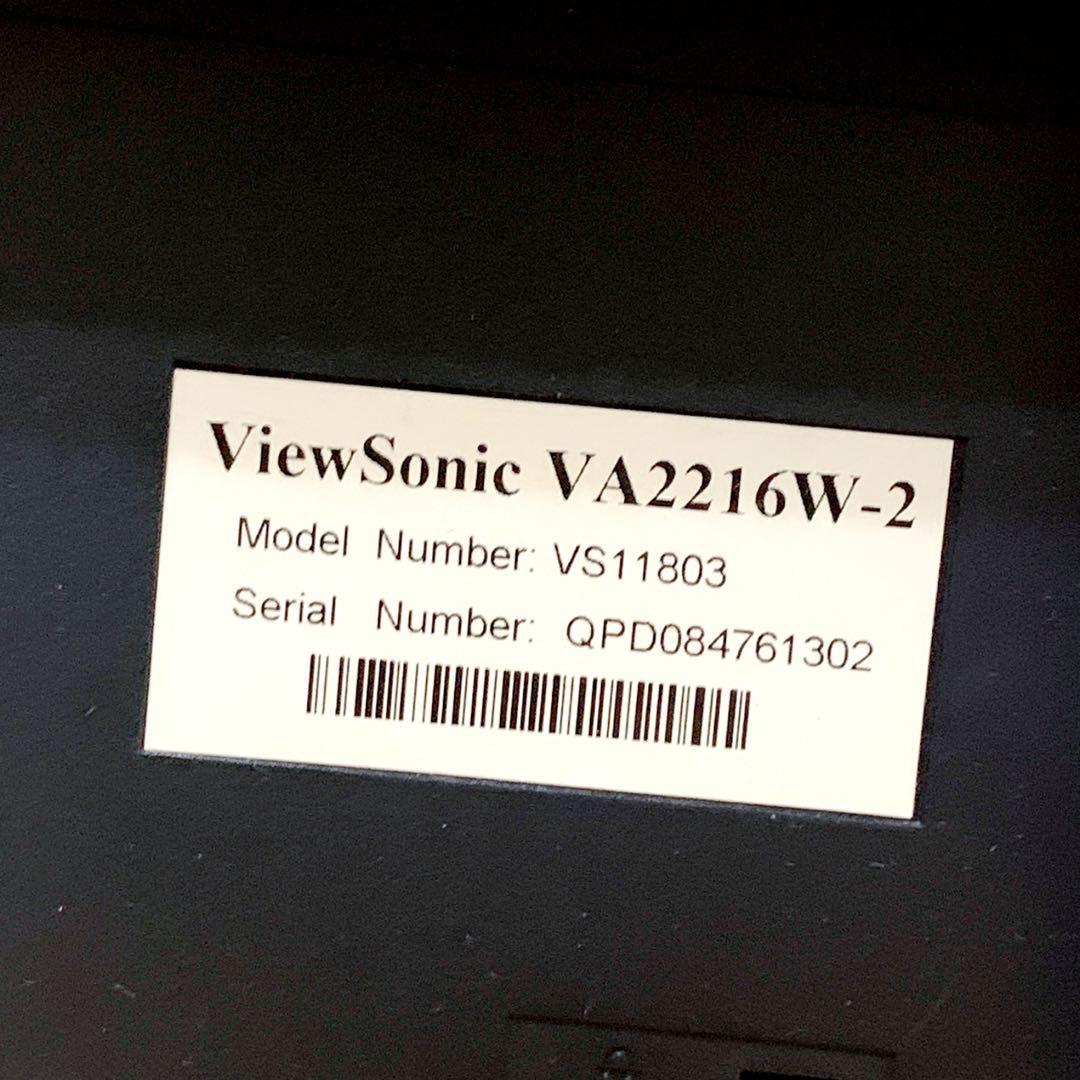 ViewSonic VA2216W-2
Model Number: VS11803
Serial Number: QPD084761302